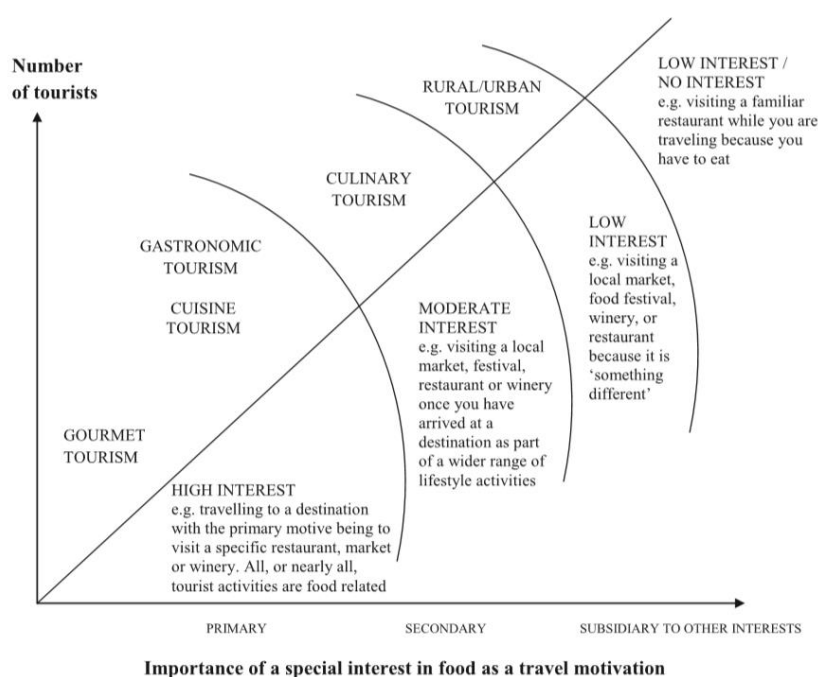 Number
of tourists
LOW INTEREST /
NO INTEREST
e.g. visiting a familiar
restaurant while you are
traveling because you
have to eat
RURAL/URBAN
TOURISM
CULINARY
TOURISM
LOW
INTEREST
e.g. visiting a
local market,
food festival,
winery, or
restaurant
because it is
‘something
different’
GASTRONOMIC
TOURISM
CUISINE
TOURISM
MODERATE
INTEREST
e.g. visiting a local
market, festival,
restaurant or winery
once you have
arrived at a
destination as part
of a wider range of
lifestyle activities
GOURMET
TOURISM
HIGH INTEREST
e.g. travelling to a destination
with the primary motive being to
visit a specific restaurant, market
or winery. All, or nearly all,
tourist activities are food related
PRIMARY
SECONDARY
SUBSIDIARY TO OTHER INTERESTS
Importance of a special interest in food as a travel motivation